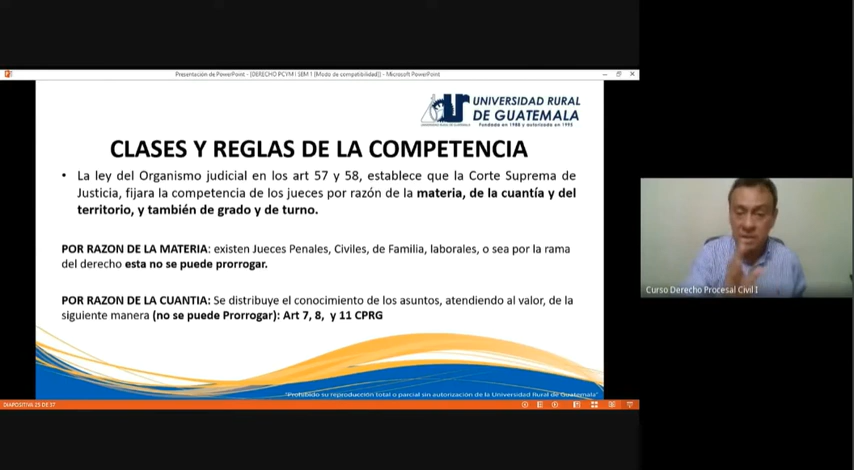 Presentación de PowerPoint - [DERECHO PCYM I SEM 1 [Modo de compatibilidad]] - Microsoft PowerPoint
UNIVERSIDAD RURAL
DE GUATEMALA
Fundada en 1988 y autorizada en 1995
CLASES Y REGLAS DE LA COMPETENCIA
• La ley del Organismo judicial en los art 57 y 58, establece que la Corte Suprema de
Justicia, fijara la competencia de los jueces por razón de la materia, de la cuantía y del
territorio, y también de grado y de turno.
POR RAZON DE LA MATERIA: existen Jueces Penales, Civiles, de Familia, laborales, o sea por la rama
del derecho esta no se puede prorrogar.
POR RAZON DE LA CUANTIA: Se distribuye el conocimiento de los asuntos, atendiendo al valor, de la
siguiente manera (no se puede Prorrogar): Art 7, 8, y 11 CPRG
"Prohibido su reproducción total o parcial sin autorización de la Universidad Rural de Guatemala"
DIAPOSITIVA 25 DE 37
Curso Derecho Procesal Civil I